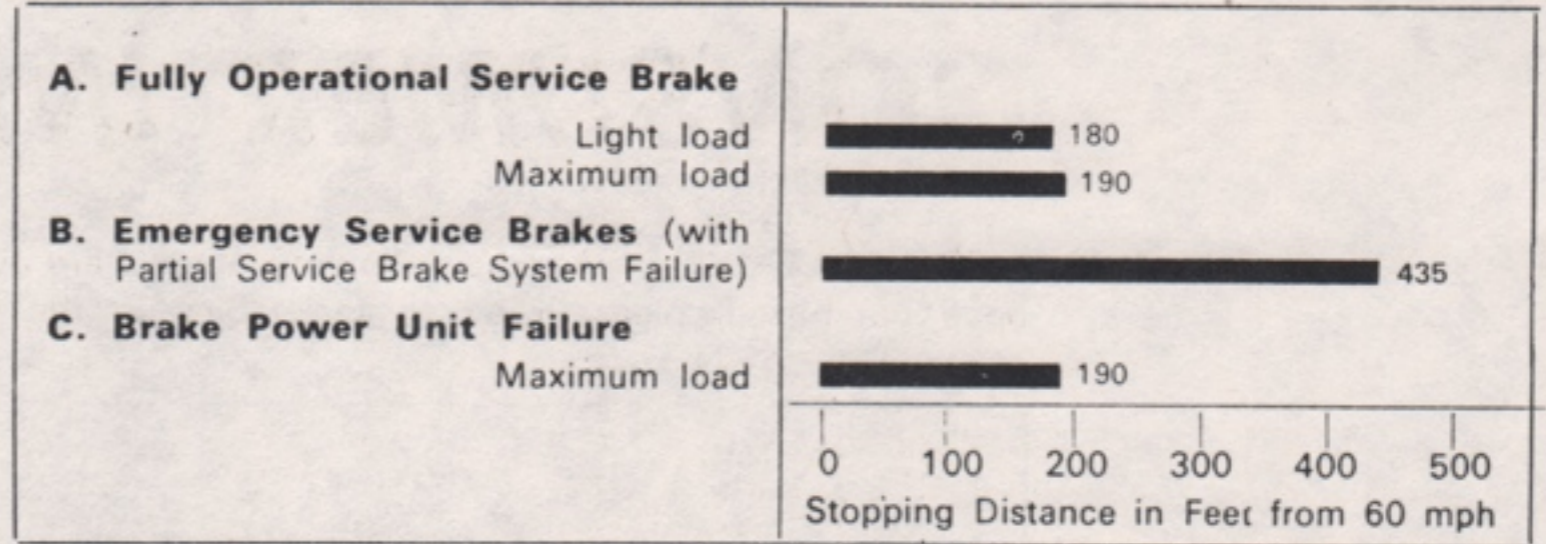 A. Fully Operational Service Brake
Light load 180
Maximum load 190
B. Emergency Service Brakes (with
Partial Service Brake System Failure) 435
C. Brake Power Unit Failure
Maximum load 190
0 100 200 300 400 500
Stopping Distance in Feet from 60 mph